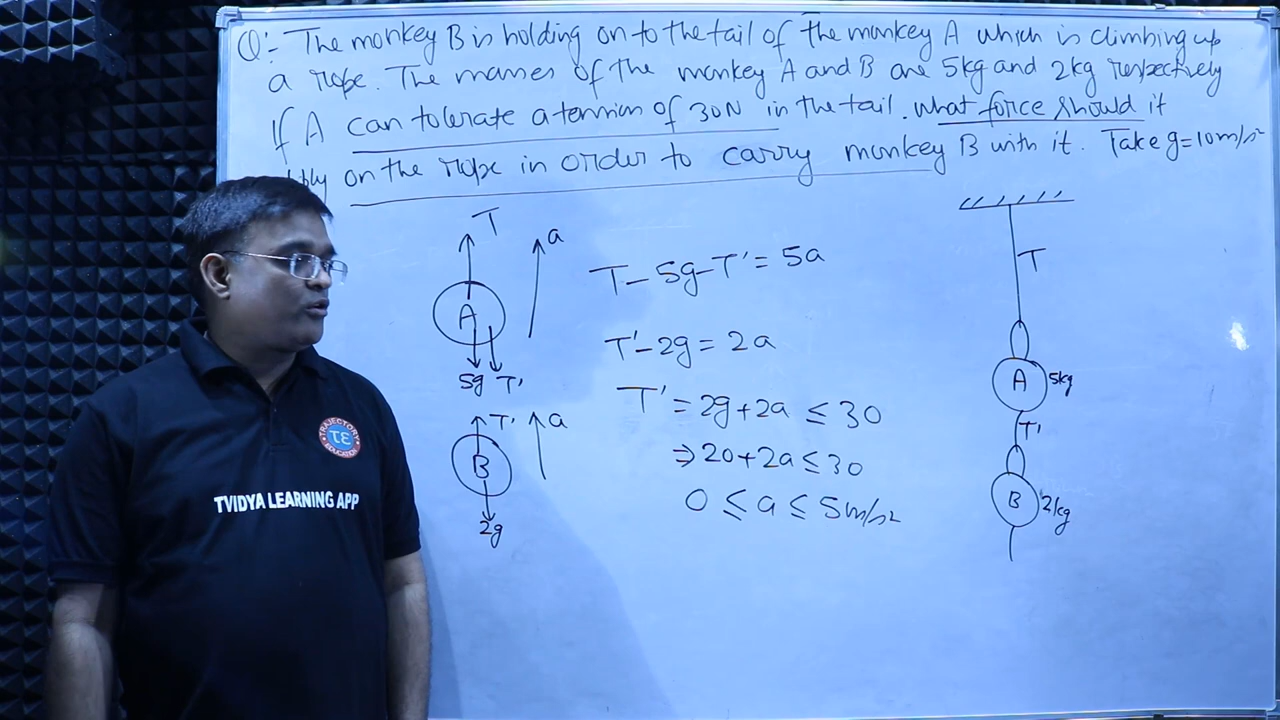 Q:- The monkey B is holding on to the tail of the monkey A which is climbing up
a rope. The masses of the monkey A and B are 5kg and 2kg respectively
If A can tolerate a tension of 30N in the tail. what force should it
on the rope in order to carry monkey B with it. Take g=10m/s²
T
a
A
5g T'
T' a
B
2g
T - 5g - T' = 5a
T' - 2g = 2a
T' = 2g + 2a ≤ 30
⇒ 20 + 2a ≤ 30
0 ≤ a ≤ 5m/s²
T
A 5kg
T'
B 2kg
TRAJECTORY
TE
EDUCATION
TVIDYA LEARNING APP